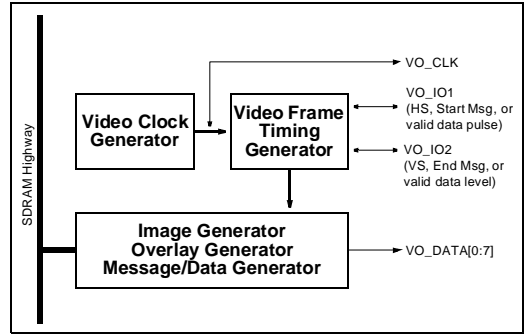 VO_CLK
VO_IO1
(HS, Start Msg, or
valid data pulse)
Video Clock
Generator
Video Frame
Timing
Generator
VO_IO2
(VS, End Msg, or
valid data level)
SDRAM Highway
Image Generator
Overlay Generator
Message/Data Generator
VO_DATA[0:7]